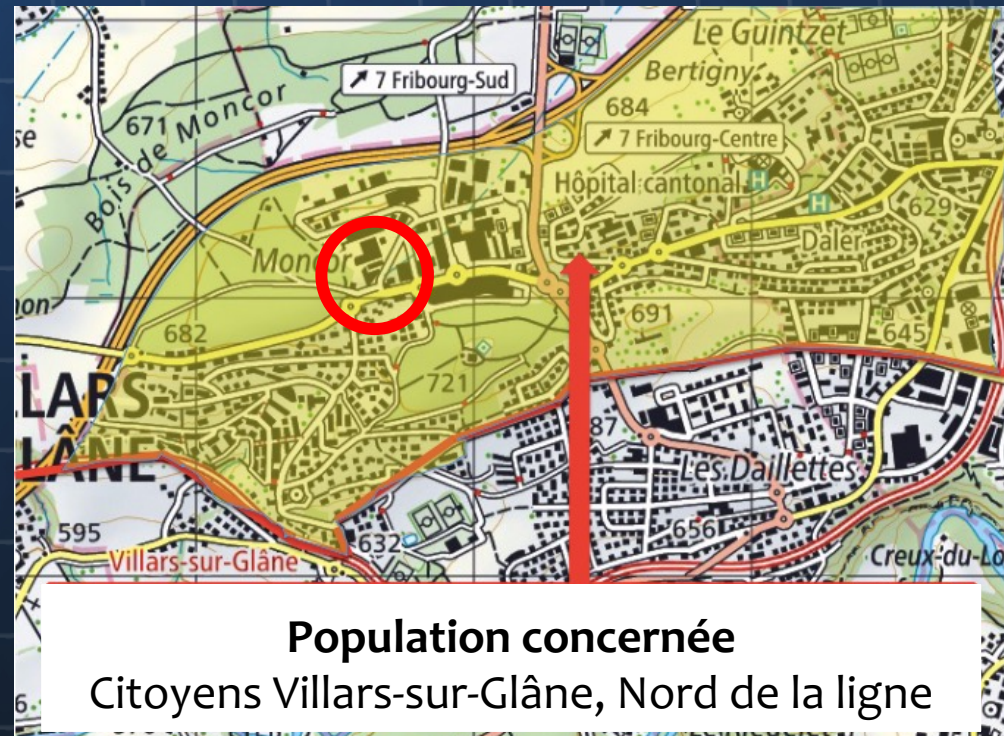 Le Guintzet
7 Fribourg-Sud
Bertigny
684
671
Bois de Moncor
7 Fribourg-Centre
Hôpital cantonal H
H
629
Moncor
Daler
682
691
645
721
LARS-
LÂNE
87
Les Daillettes
595
632
656
Villars-sur-Glâne
Creux-du-Lo
Population concernée
Citoyens Villars-sur-Glâne, Nord de la ligne